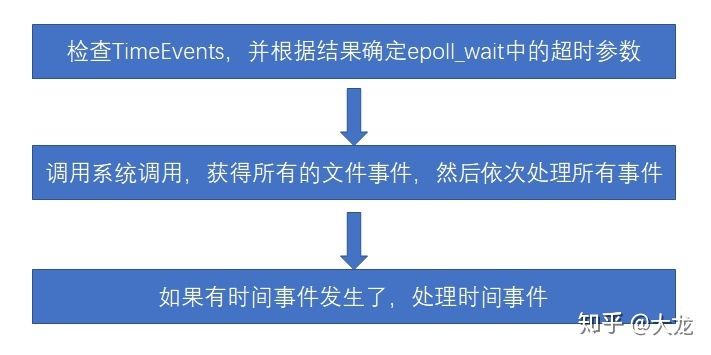 检查TimeEvents，并根据结果确定epoll_wait中的超时参数
调用系统调用，获得所有的文件事件，然后依次处理所有事件
如果有时间事件发生了，处理时间事件
知乎 @大龙